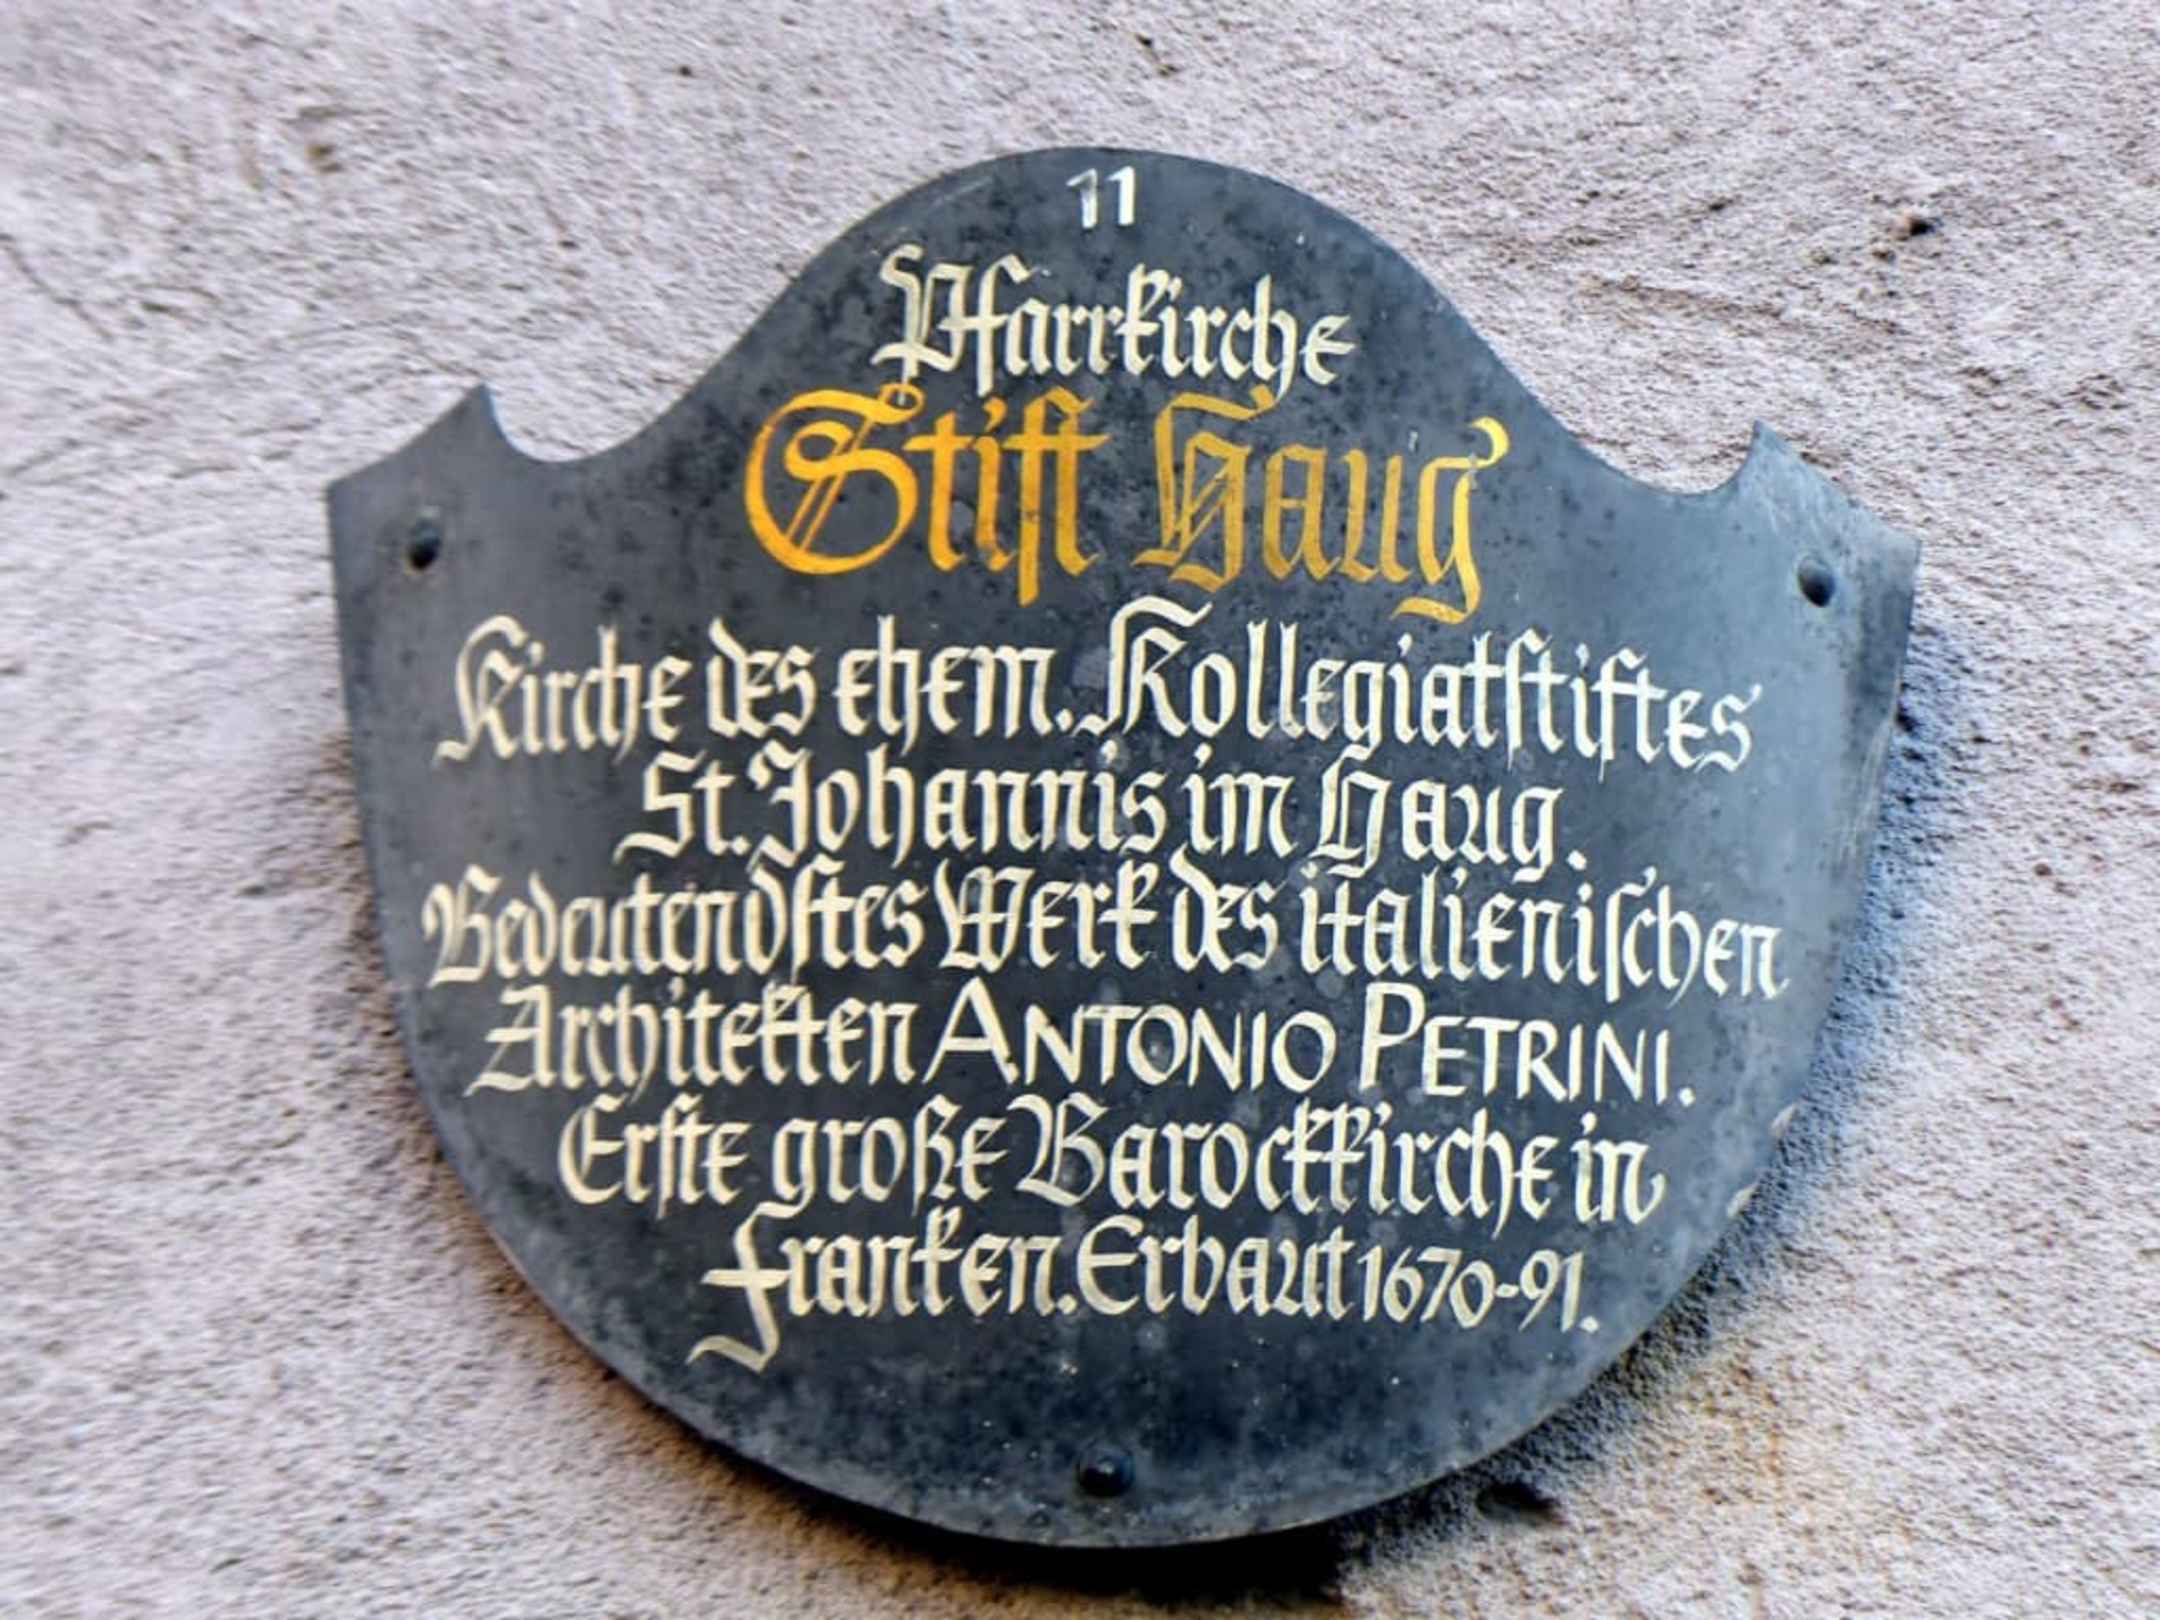 11
Pfarrkirche
Stift Haug
Kirche des ehem. Kollegiatstiftes
St. Johannis im Haug.
Bedeutendstes Werk des italienischen
Architekten ANTONIO PETRINI.
Erste große Barockkirche in
Franken. Erbaut 1670-91.